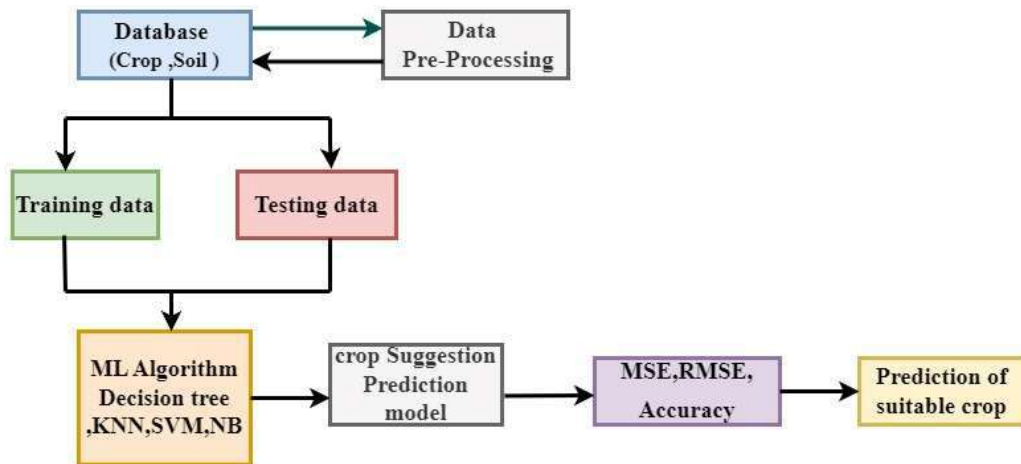 Database
(Crop ,Soil )
Data
Pre-Processing
Training data
Testing data
ML Algorithm
Decision tree
,KNN,SVM,NB
crop Suggestion
Prediction
model
MSE,RMSE,
Accuracy
Prediction of
suitable crop